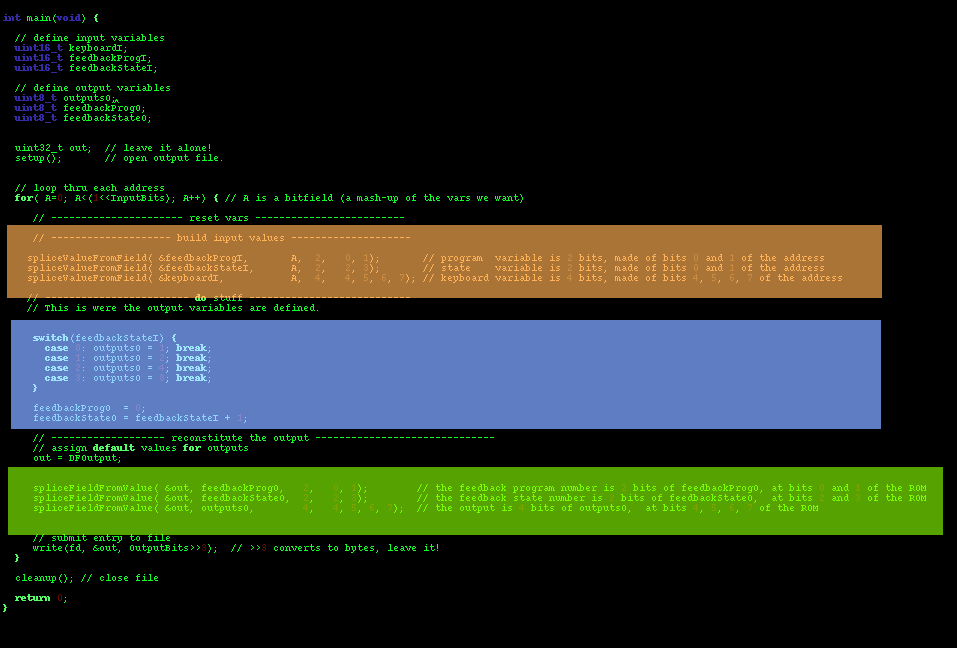 int main(void) {
// define input variables
uint16_t keyboardI;
uint16_t feedbackProgI;
uint16_t feedbackStateI;
// define output variables
uint8_t outputsO;
uint8_t feedbackProgO;
uint8_t feedbackStateO;
uint32_t out;  // leave it alone!
setup();       // open output file.
// loop thru each address
for( A=0; A<(1<<InputBits); A++) { // A is a bitfield (a mash-up of the vars we want)
// ---------------------- reset vars -------------------------
// -------------------- build input values --------------------
spliceValueFromField( &feedbackProgI,       A,  2,    0, 1);       // program  variable is 2 bits, made of bits 0 and 1 of the address
spliceValueFromField( &feedbackStateI,      A,  2,    2, 3);       // state    variable is 2 bits, made of bits 0 and 1 of the address
spliceValueFromField( &keyboardI,           A,  4,    4, 5, 6, 7); // keyboard variable is 4 bits, made of bits 4, 5, 6, 7 of the address
// ------------------------ do stuff ---------------------------
// This is were the output variables are defined.
switch(feedbackStateI) {
case 0: outputsO = 1; break;
case 1: outputsO = 2; break;
case 2: outputsO = 4; break;
case 3: outputsO = 8; break;
}
feedbackProgO  = 0;
feedbackStateO = feedbackStateI + 1;
// ------------------- reconstitute the output ------------------------------
// assign default values for outputs
out = DFOutput;
spliceFieldFromValue( &out, feedbackProgO,   2,    0, 1);        // the feedback program number is 2 bits of feedbackProgO, at bits 0 and 1 of the ROM
spliceFieldFromValue( &out, feedbackStateO,  2,    2, 3);        // the feedback state number is 2 bits of feedbackStateO,  at bits 2 and 3 of the ROM
spliceFieldFromValue( &out, outputsO,        4,    4, 5, 6, 7);  // the output is 4 bits of outputsO,  at bits 4, 5, 6, 7 of the ROM
// submit entry to file
write(fd, &out, OutputBits>>3);  // >>3 converts to bytes, leave it!
}
cleanup(); // close file
return 0;
}